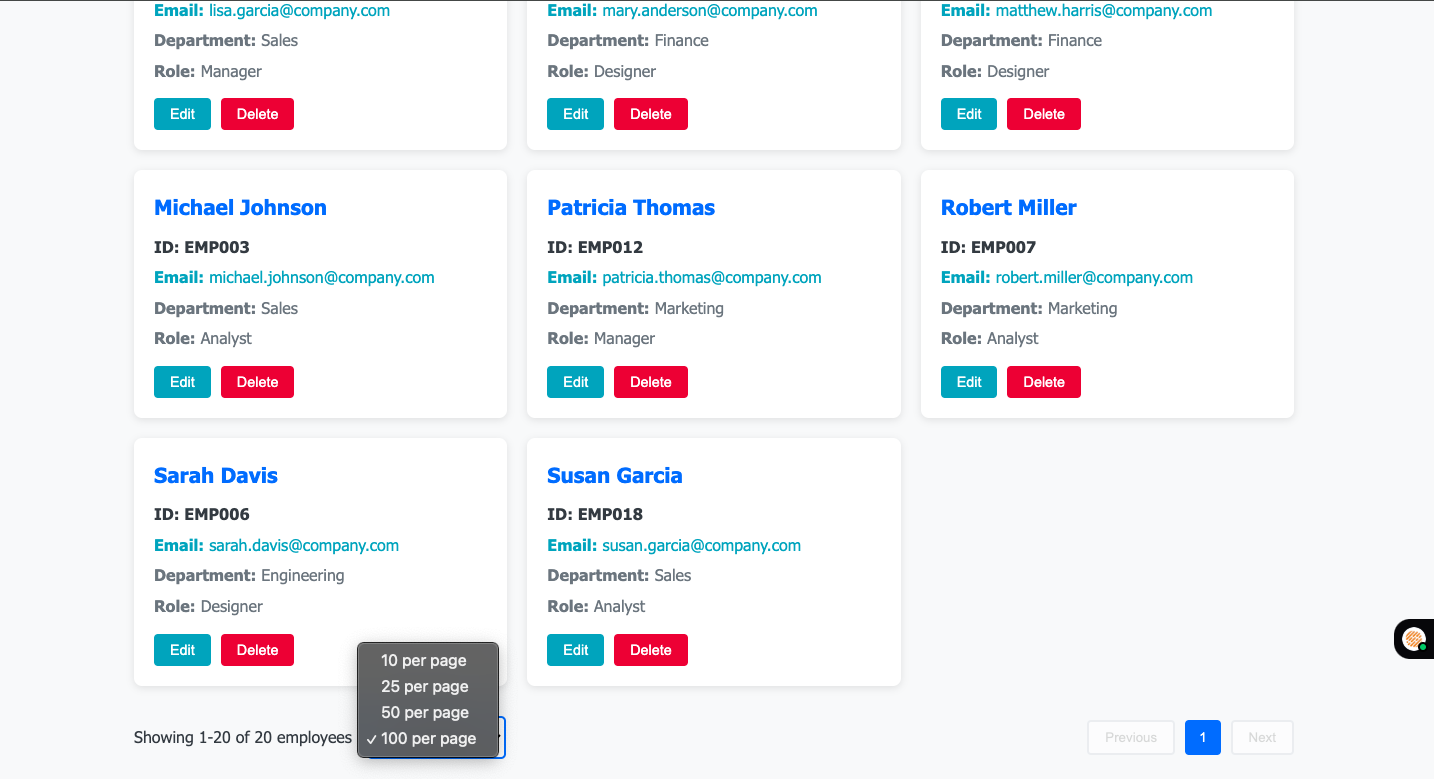 Email: lisa.garcia@company.com
Department: Sales
Role: Manager
Edit Delete
Email: mary.anderson@company.com
Department: Finance
Role: Designer
Edit Delete
Email: matthew.harris@company.com
Department: Finance
Role: Designer
Edit Delete
Michael Johnson
ID: EMP003
Email: michael.johnson@company.com
Department: Sales
Role: Analyst
Edit Delete
Patricia Thomas
ID: EMP012
Email: patricia.thomas@company.com
Department: Marketing
Role: Manager
Edit Delete
Robert Miller
ID: EMP007
Email: robert.miller@company.com
Department: Marketing
Role: Analyst
Edit Delete
Sarah Davis
ID: EMP006
Email: sarah.davis@company.com
Department: Engineering
Role: Designer
Edit Delete
Susan Garcia
ID: EMP018
Email: susan.garcia@company.com
Department: Sales
Role: Analyst
Edit Delete
10 per page
25 per page
50 per page
✓ 100 per page
Showing 1-20 of 20 employees
Previous 1 Next